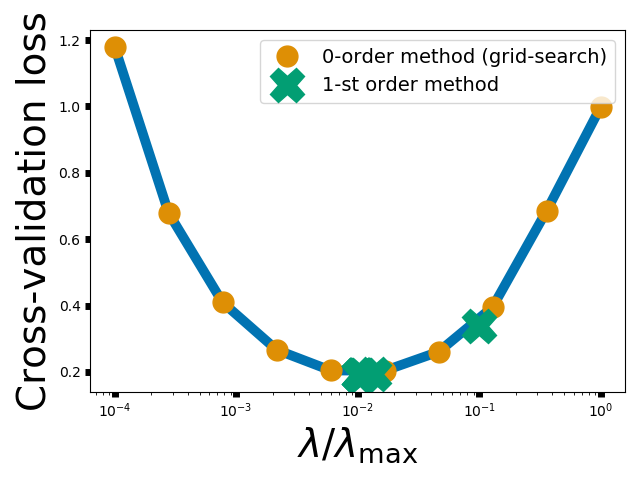 Cross-validation loss
1.2
1.0
0.8
0.6
0.4
0.2
0-order method (grid-search)
1-st order method
10⁻⁴ 10⁻³ 10⁻² 10⁻¹ 10⁰
λ/λmax